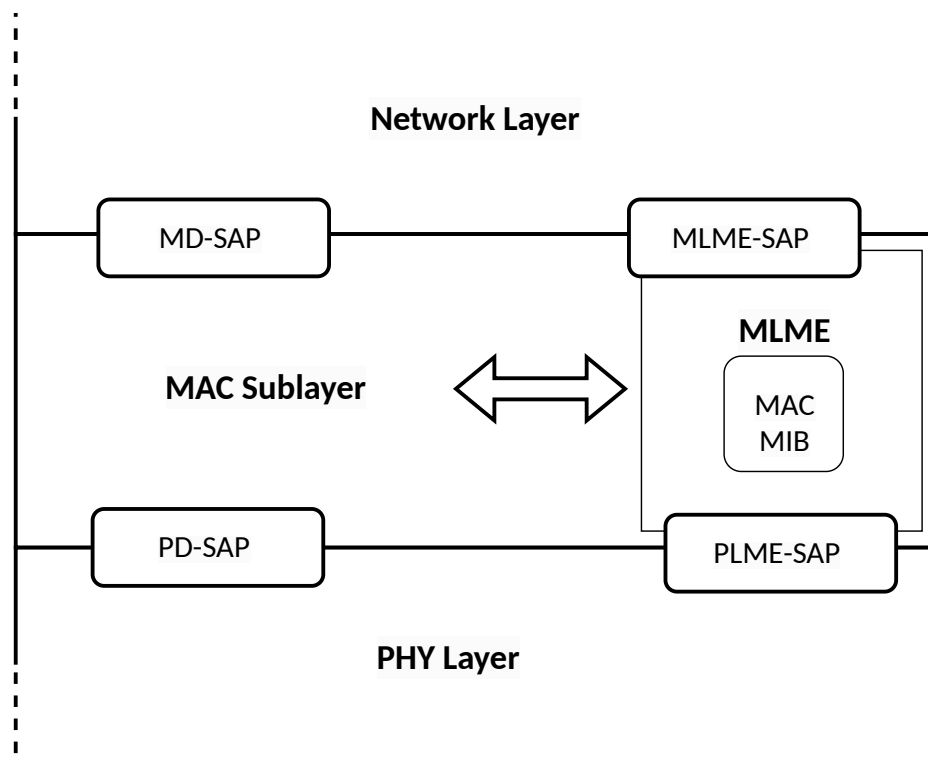 Network Layer
MD-SAP
MLME-SAP
MLME
MAC Sublayer
MAC
MIB
PD-SAP
PLME-SAP
PHY Layer